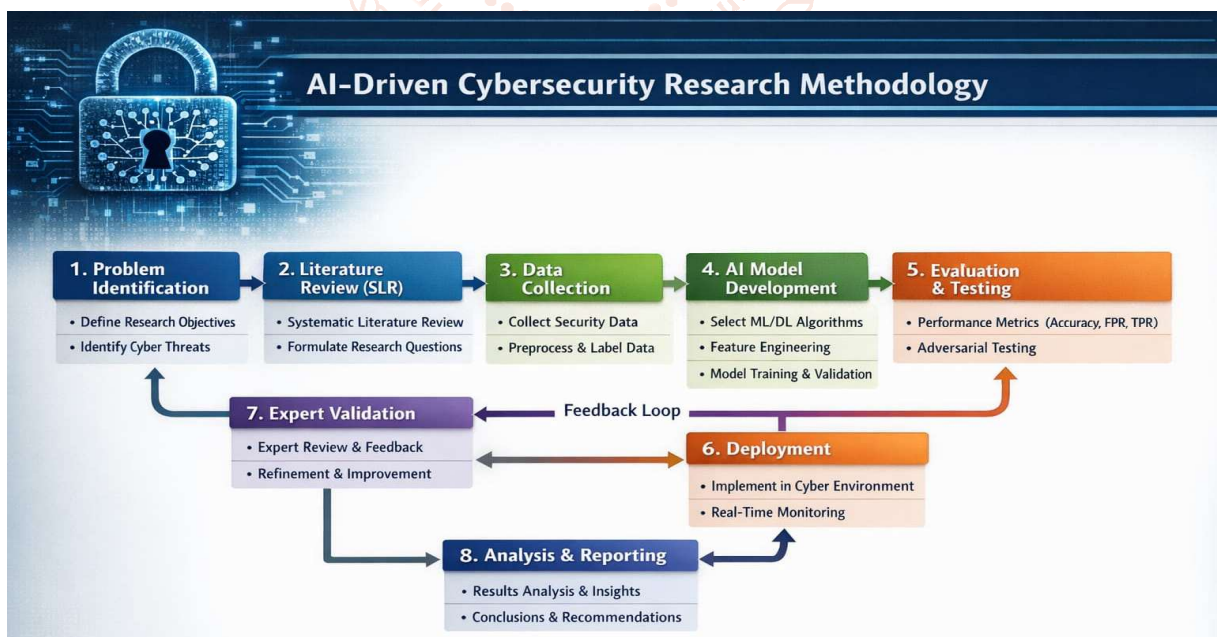 AI-Driven Cybersecurity Research Methodology
1. Problem
Identification
• Define Research Objectives
• Identify Cyber Threats
2. Literature
Review (SLR)
• Systematic Literature Review
• Formulate Research Questions
3. Data
Collection
• Collect Security Data
• Preprocess & Label Data
4. AI Model
Development
• Select ML/DL Algorithms
• Feature Engineering
• Model Training & Validation
5. Evaluation
& Testing
• Performance Metrics (Accuracy, FPR, TPR)
• Adversarial Testing
7. Expert Validation
• Expert Review & Feedback
• Refinement & Improvement
Feedback Loop
6. Deployment
• Implement in Cyber Environment
• Real-Time Monitoring
8. Analysis & Reporting
• Results Analysis & Insights
• Conclusions & Recommendations